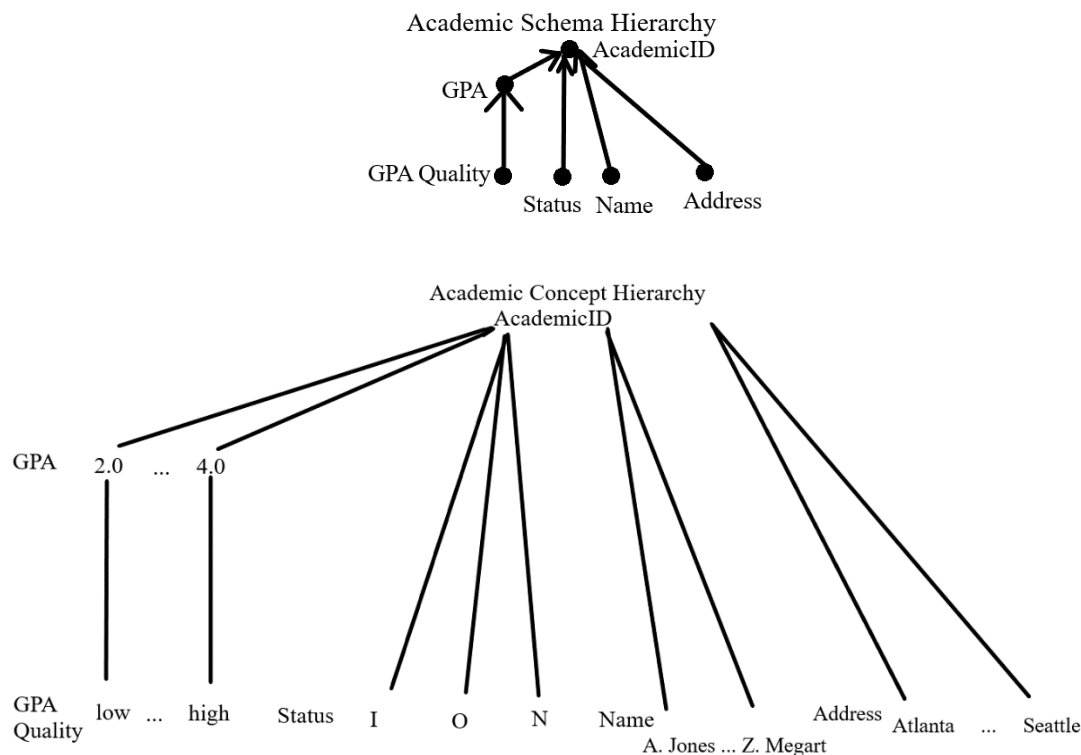 Academic Schema Hierarchy
AcademicID
GPA
GPA Quality
Status Name Address
Academic Concept Hierarchy
AcademicID
GPA 2.0 ... 4.0
GPA
Quality low ... high Status I O N Name Address Atlanta ... Seattle
A. Jones ... Z. Megart